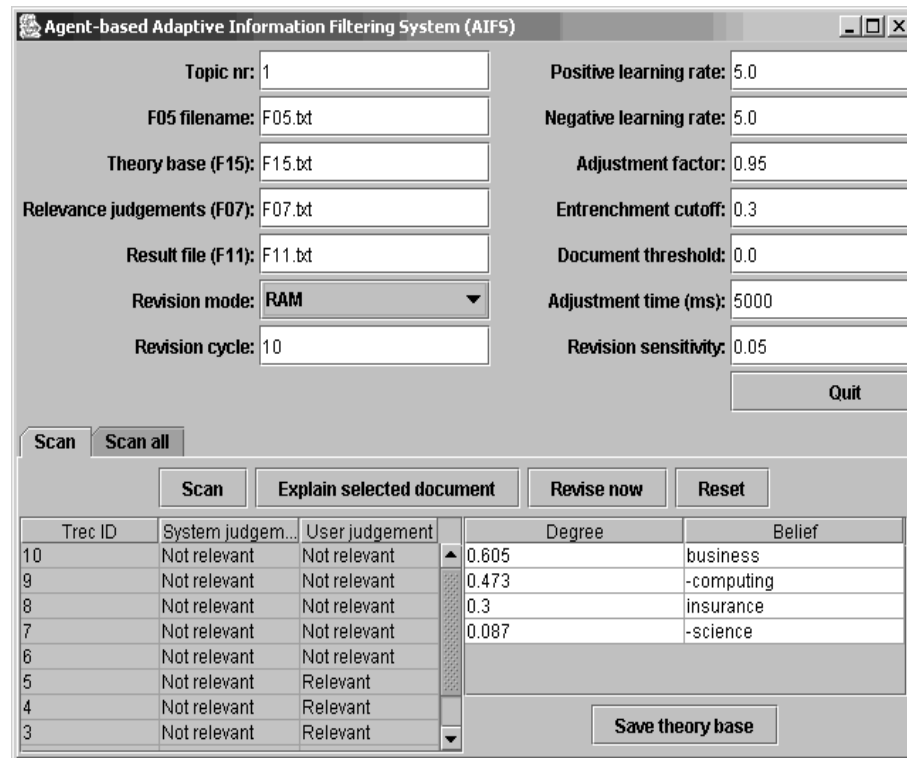 Agent-based Adaptive Information Filtering System (AIFS)
Topic nr: 1 Positive learning rate: 5.0
F05 filename: F05.txt Negative learning rate: 5.0
Theory base (F15): F15.txt Adjustment factor: 0.95
Relevance judgements (F07): F07.txt Entrenchment cutoff: 0.3
Result file (F11): F11.txt Document threshold: 0.0
Revision mode: RAM Adjustment time (ms): 5000
Revision cycle: 10 Revision sensitivity: 0.05
Quit
Scan Scan all
Scan Explain selected document Revise now Reset
Trec ID System judgem... User judgement Degree Belief
10 Not relevant Not relevant 0.605 business
9 Not relevant Not relevant 0.473 -computing
8 Not relevant Not relevant 0.3 insurance
7 Not relevant Not relevant 0.087 -science
6 Not relevant Not relevant
5 Not relevant Relevant
4 Not relevant Relevant
3 Not relevant Relevant
Save theory base